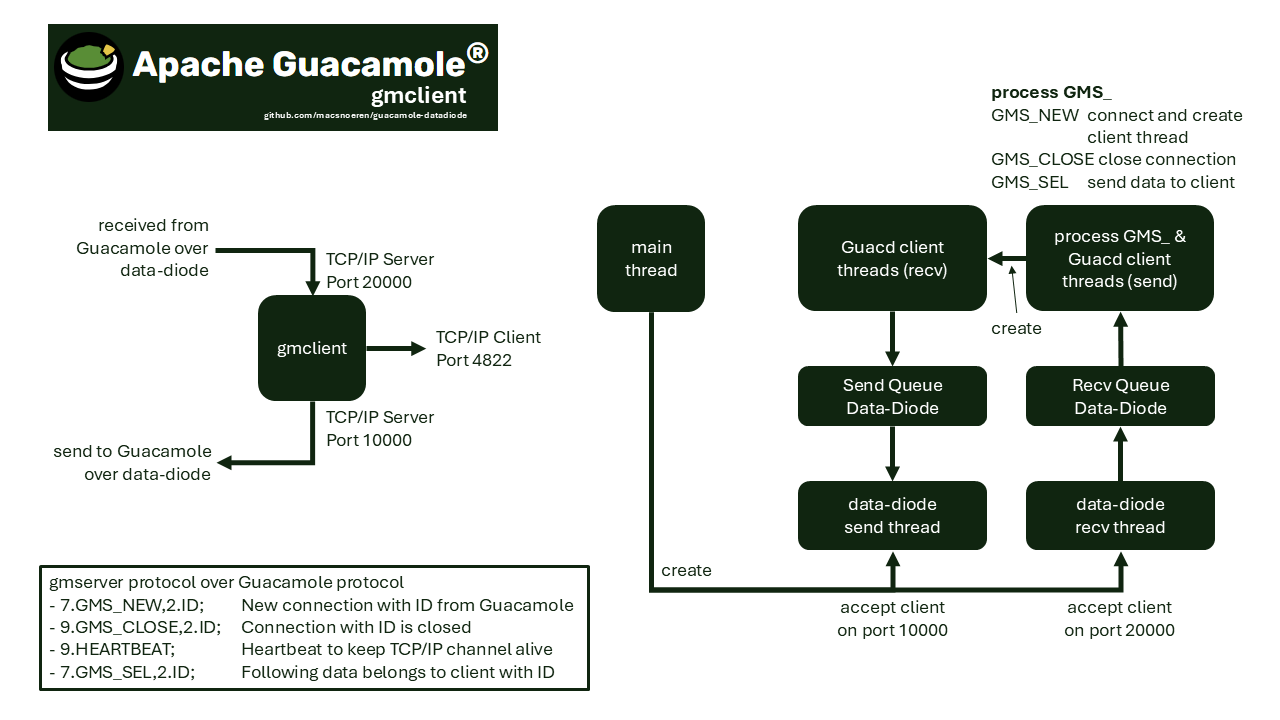 Apache Guacamole®
gmclient
github.com/macsnoeren/guacamole-datadiode
process GMS_
GMS_NEW connect and create
client thread
GMS_CLOSE close connection
GMS_SEL send data to client
received from
Guacamole over
data-diode
TCP/IP Server
Port 20000
gmclient
TCP/IP Client
Port 4822
TCP/IP Server
Port 10000
send to Guacamole
over data-diode
main
thread
Guacd client
threads (recv)
process GMS_ &
Guacd client
threads (send)
create
Send Queue
Data-Diode
Recv Queue
Data-Diode
data-diode
send thread
data-diode
recv thread
create
accept client
on port 10000
accept client
on port 20000
gmserver protocol over Guacamole protocol
- 7.GMS_NEW,2.ID; New connection with ID from Guacamole
- 9.GMS_CLOSE,2.ID; Connection with ID is closed
- 9.HEARTBEAT; Heartbeat to keep TCP/IP channel alive
- 7.GMS_SEL,2.ID; Following data belongs to client with ID